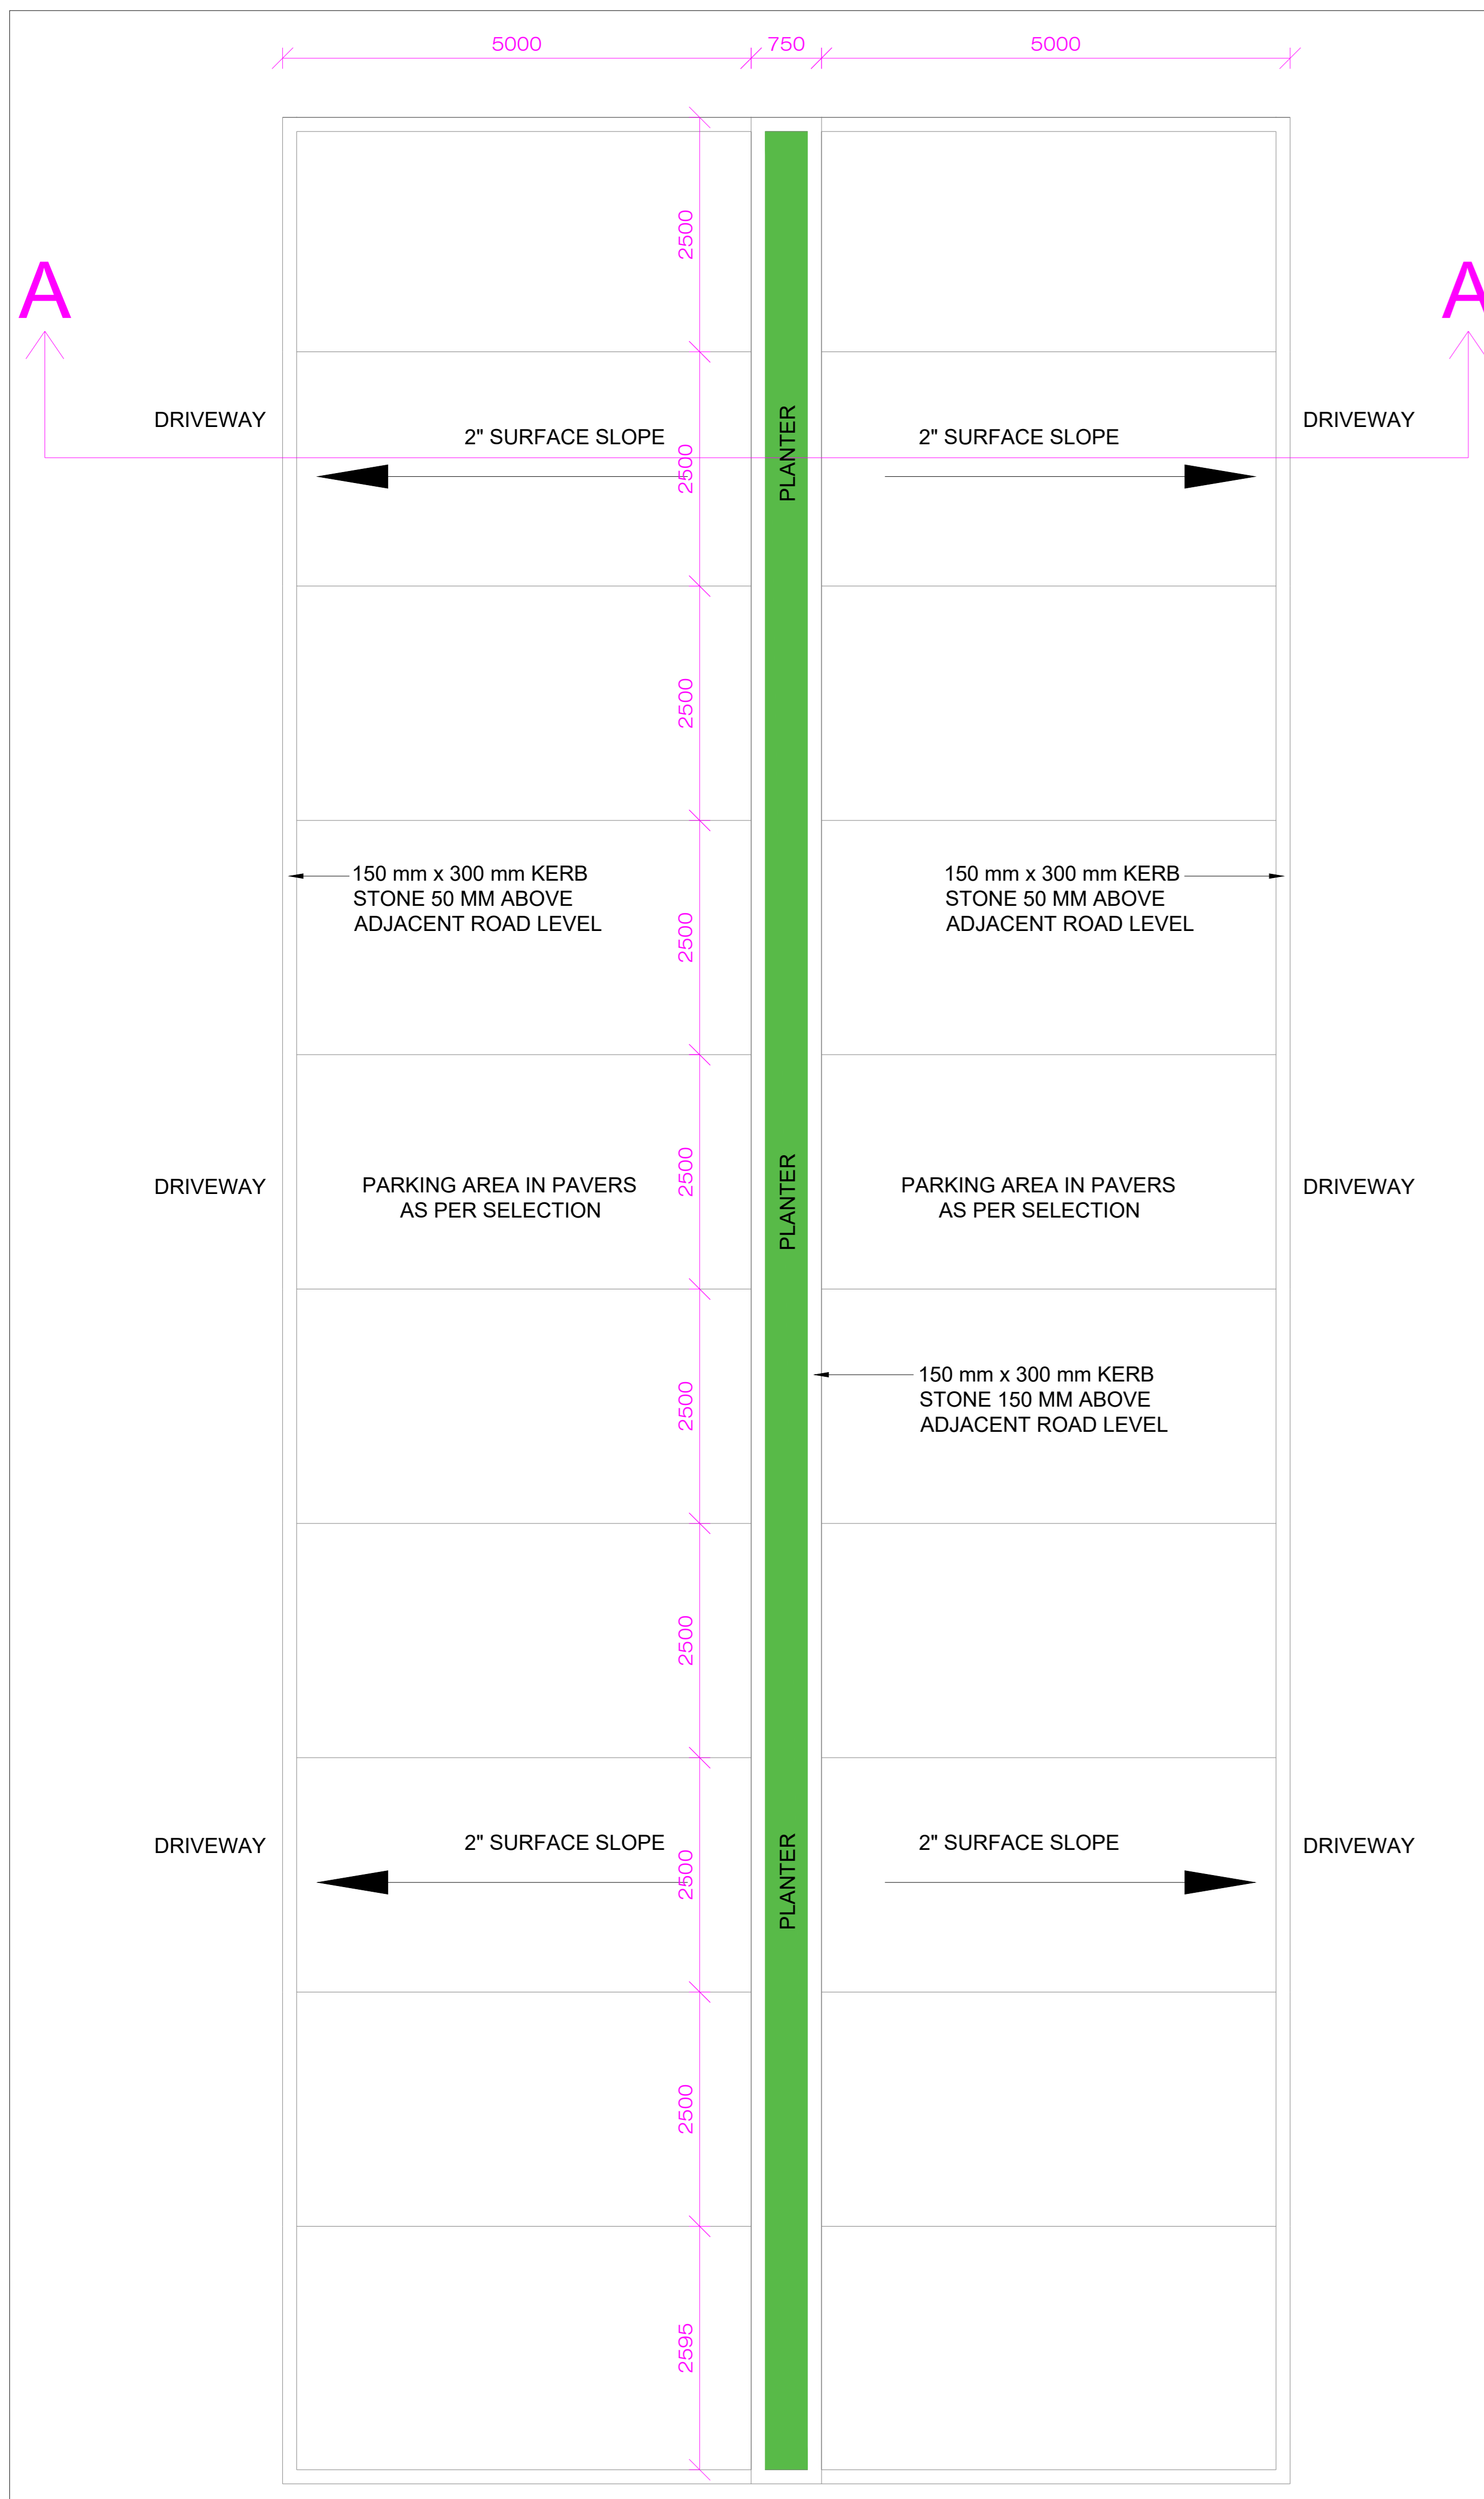 5000
750
5000
2500
A
A
DRIVEWAY
2" SURFACE SLOPE
2500
PLANTER
2" SURFACE SLOPE
DRIVEWAY
2500
150 mm x 300 mm KERB
STONE 50 MM ABOVE
ADJACENT ROAD LEVEL
2500
150 mm x 300 mm KERB
STONE 50 MM ABOVE
ADJACENT ROAD LEVEL
DRIVEWAY
PARKING AREA IN PAVERS
AS PER SELECTION
2500
PLANTER
PARKING AREA IN PAVERS
AS PER SELECTION
DRIVEWAY
2500
150 mm x 300 mm KERB
STONE 150 MM ABOVE
ADJACENT ROAD LEVEL
2500
DRIVEWAY
2" SURFACE SLOPE
2500
PLANTER
2" SURFACE SLOPE
DRIVEWAY
2500
2595